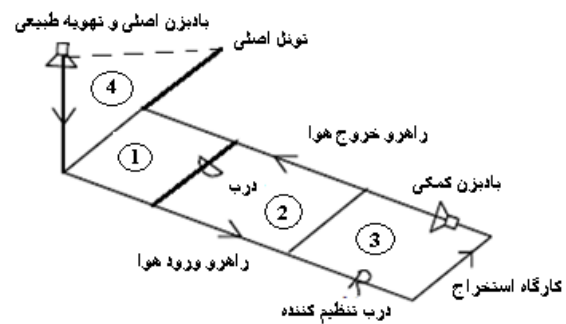 بادبزن اصلی و تهویه طبیعی
تونل اصلی
4
راهرو خروج هوا
1
درب
بادبزن کمکی
2
3
راهرو ورود هوا
کارگاه استخراج
درب تنظیم کننده